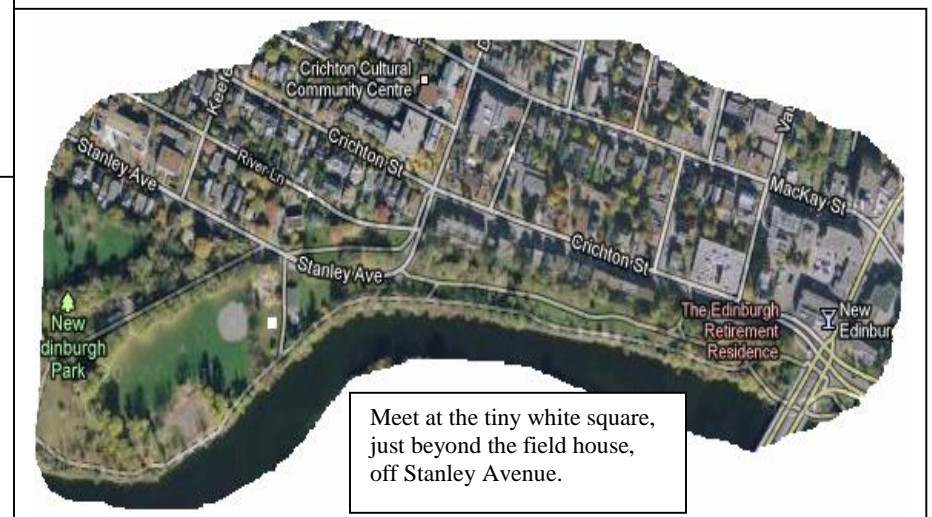 Crichton Cultural
Community Centre
Keefe
Stanley Ave
River Ln
Crichton St
MacKay St
Crichton St
Stanley Ave
New
dinburgh
Park
The Edinburgh
Retirement
Residence
New
Edinbur
Meet at the tiny white square,
just beyond the field house,
off Stanley Avenue.